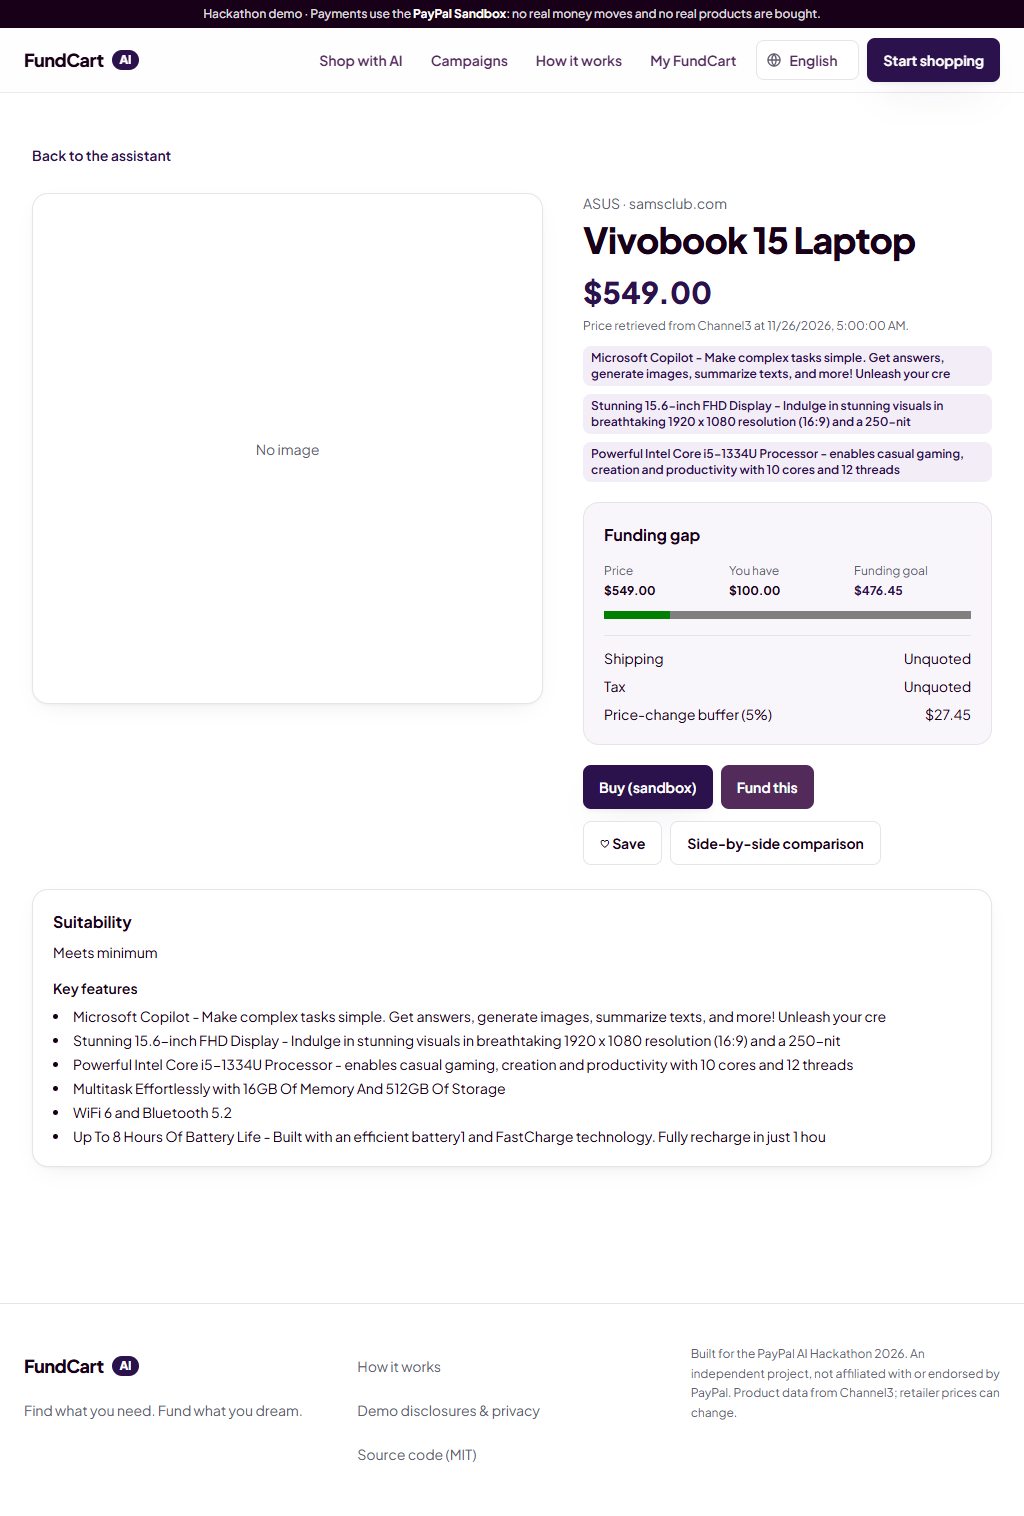 Hackathon demo · Payments use the PayPal Sandbox: no real money moves and no real products are bought.
FundCart AI
Shop with AI
Campaigns
How it works
My FundCart
English
Start shopping
Back to the assistant
No image
ASUS · samsclub.com
Vivobook 15 Laptop
$549.00
Price retrieved from Channel3 at 11/26/2026, 5:00:00 AM.
Microsoft Copilot - Make complex tasks simple. Get answers,
generate images, summarize texts, and more! Unleash your cre
Stunning 15.6-inch FHD Display - Indulge in stunning visuals in
breathtaking 1920 x 1080 resolution (16:9) and a 250-nit
Powerful Intel Core i5-1334U Processor - enables casual gaming,
creation and productivity with 10 cores and 12 threads
Funding gap
Price
You have
Funding goal
$549.00
$100.00
$476.45
Shipping
Unquoted
Tax
Unquoted
Price-change buffer (5%)
$27.45
Buy (sandbox)
Fund this
♡ Save
Side-by-side comparison
Suitability
Meets minimum
Key features
• Microsoft Copilot - Make complex tasks simple. Get answers, generate images, summarize texts, and more! Unleash your cre
• Stunning 15.6-inch FHD Display - Indulge in stunning visuals in breathtaking 1920 x 1080 resolution (16:9) and a 250-nit
• Powerful Intel Core i5-1334U Processor - enables casual gaming, creation and productivity with 10 cores and 12 threads
• Multitask Effortlessly with 16GB Of Memory And 512GB Of Storage
• WiFi 6 and Bluetooth 5.2
• Up To 8 Hours Of Battery Life - Built with an efficient battery1 and FastCharge technology. Fully recharge in just 1 hou
FundCart AI
Find what you need. Fund what you dream.
How it works
Demo disclosures & privacy
Source code (MIT)
Built for the PayPal AI Hackathon 2026. An
independent project, not affiliated with or endorsed by
PayPal. Product data from Channel3; retailer prices can
change.